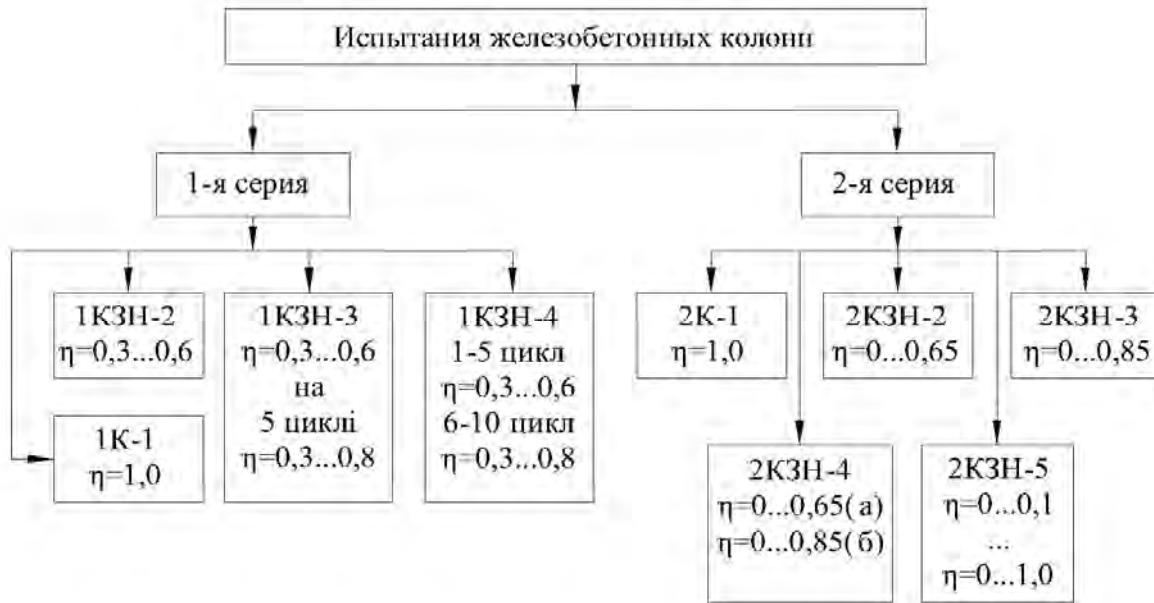 Испытания железобетонных колонн
1-я серия
2-я серия
1КЗН-2
η=0,3...0,6
1КЗН-3
η=0,3...0,6
на
5 циклі
η=0,3...0,8
1КЗН-4
1-5 цикл
η=0,3...0,6
6-10 цикл
η=0,3...0,8
1К-1
η=1,0
2К-1
η=1,0
2КЗН-2
η=0...0,65
2КЗН-3
η=0...0,85
2КЗН-4
η=0...0,65(а)
η=0...0,85(б)
2КЗН-5
η=0...0,1
...
η=0...1,0